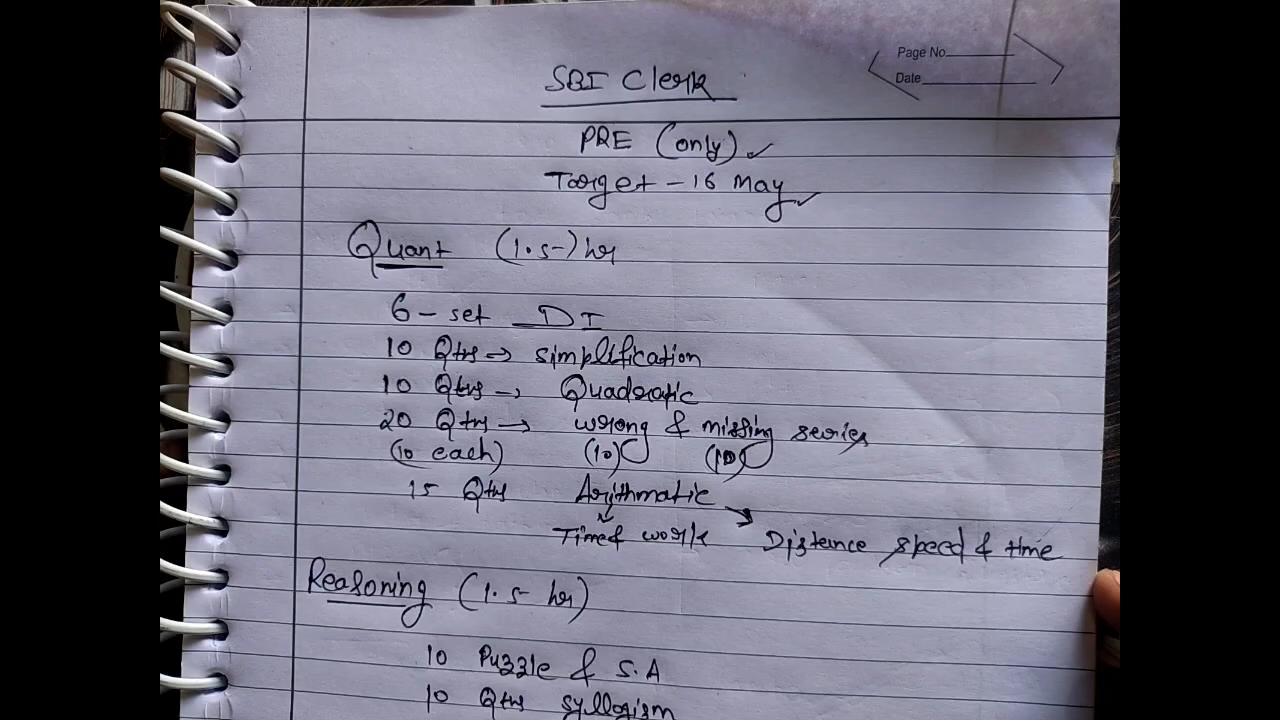 Page No
Date
SBI Clerk
PRE (only) ✓
Target - 16 May ✓
Quant (1.5-) hr
6 - set DI
10 Qtns → simplification
10 Qtns → Quadratic
20 Qtns → wrong & missing series
(10 each) (10) (10)
15 Qtns Arithmatic
Time & work Distance speed & time
Reasoning (1.5 hr)
10 Puzzle & S.A
10 Qtns syllogism